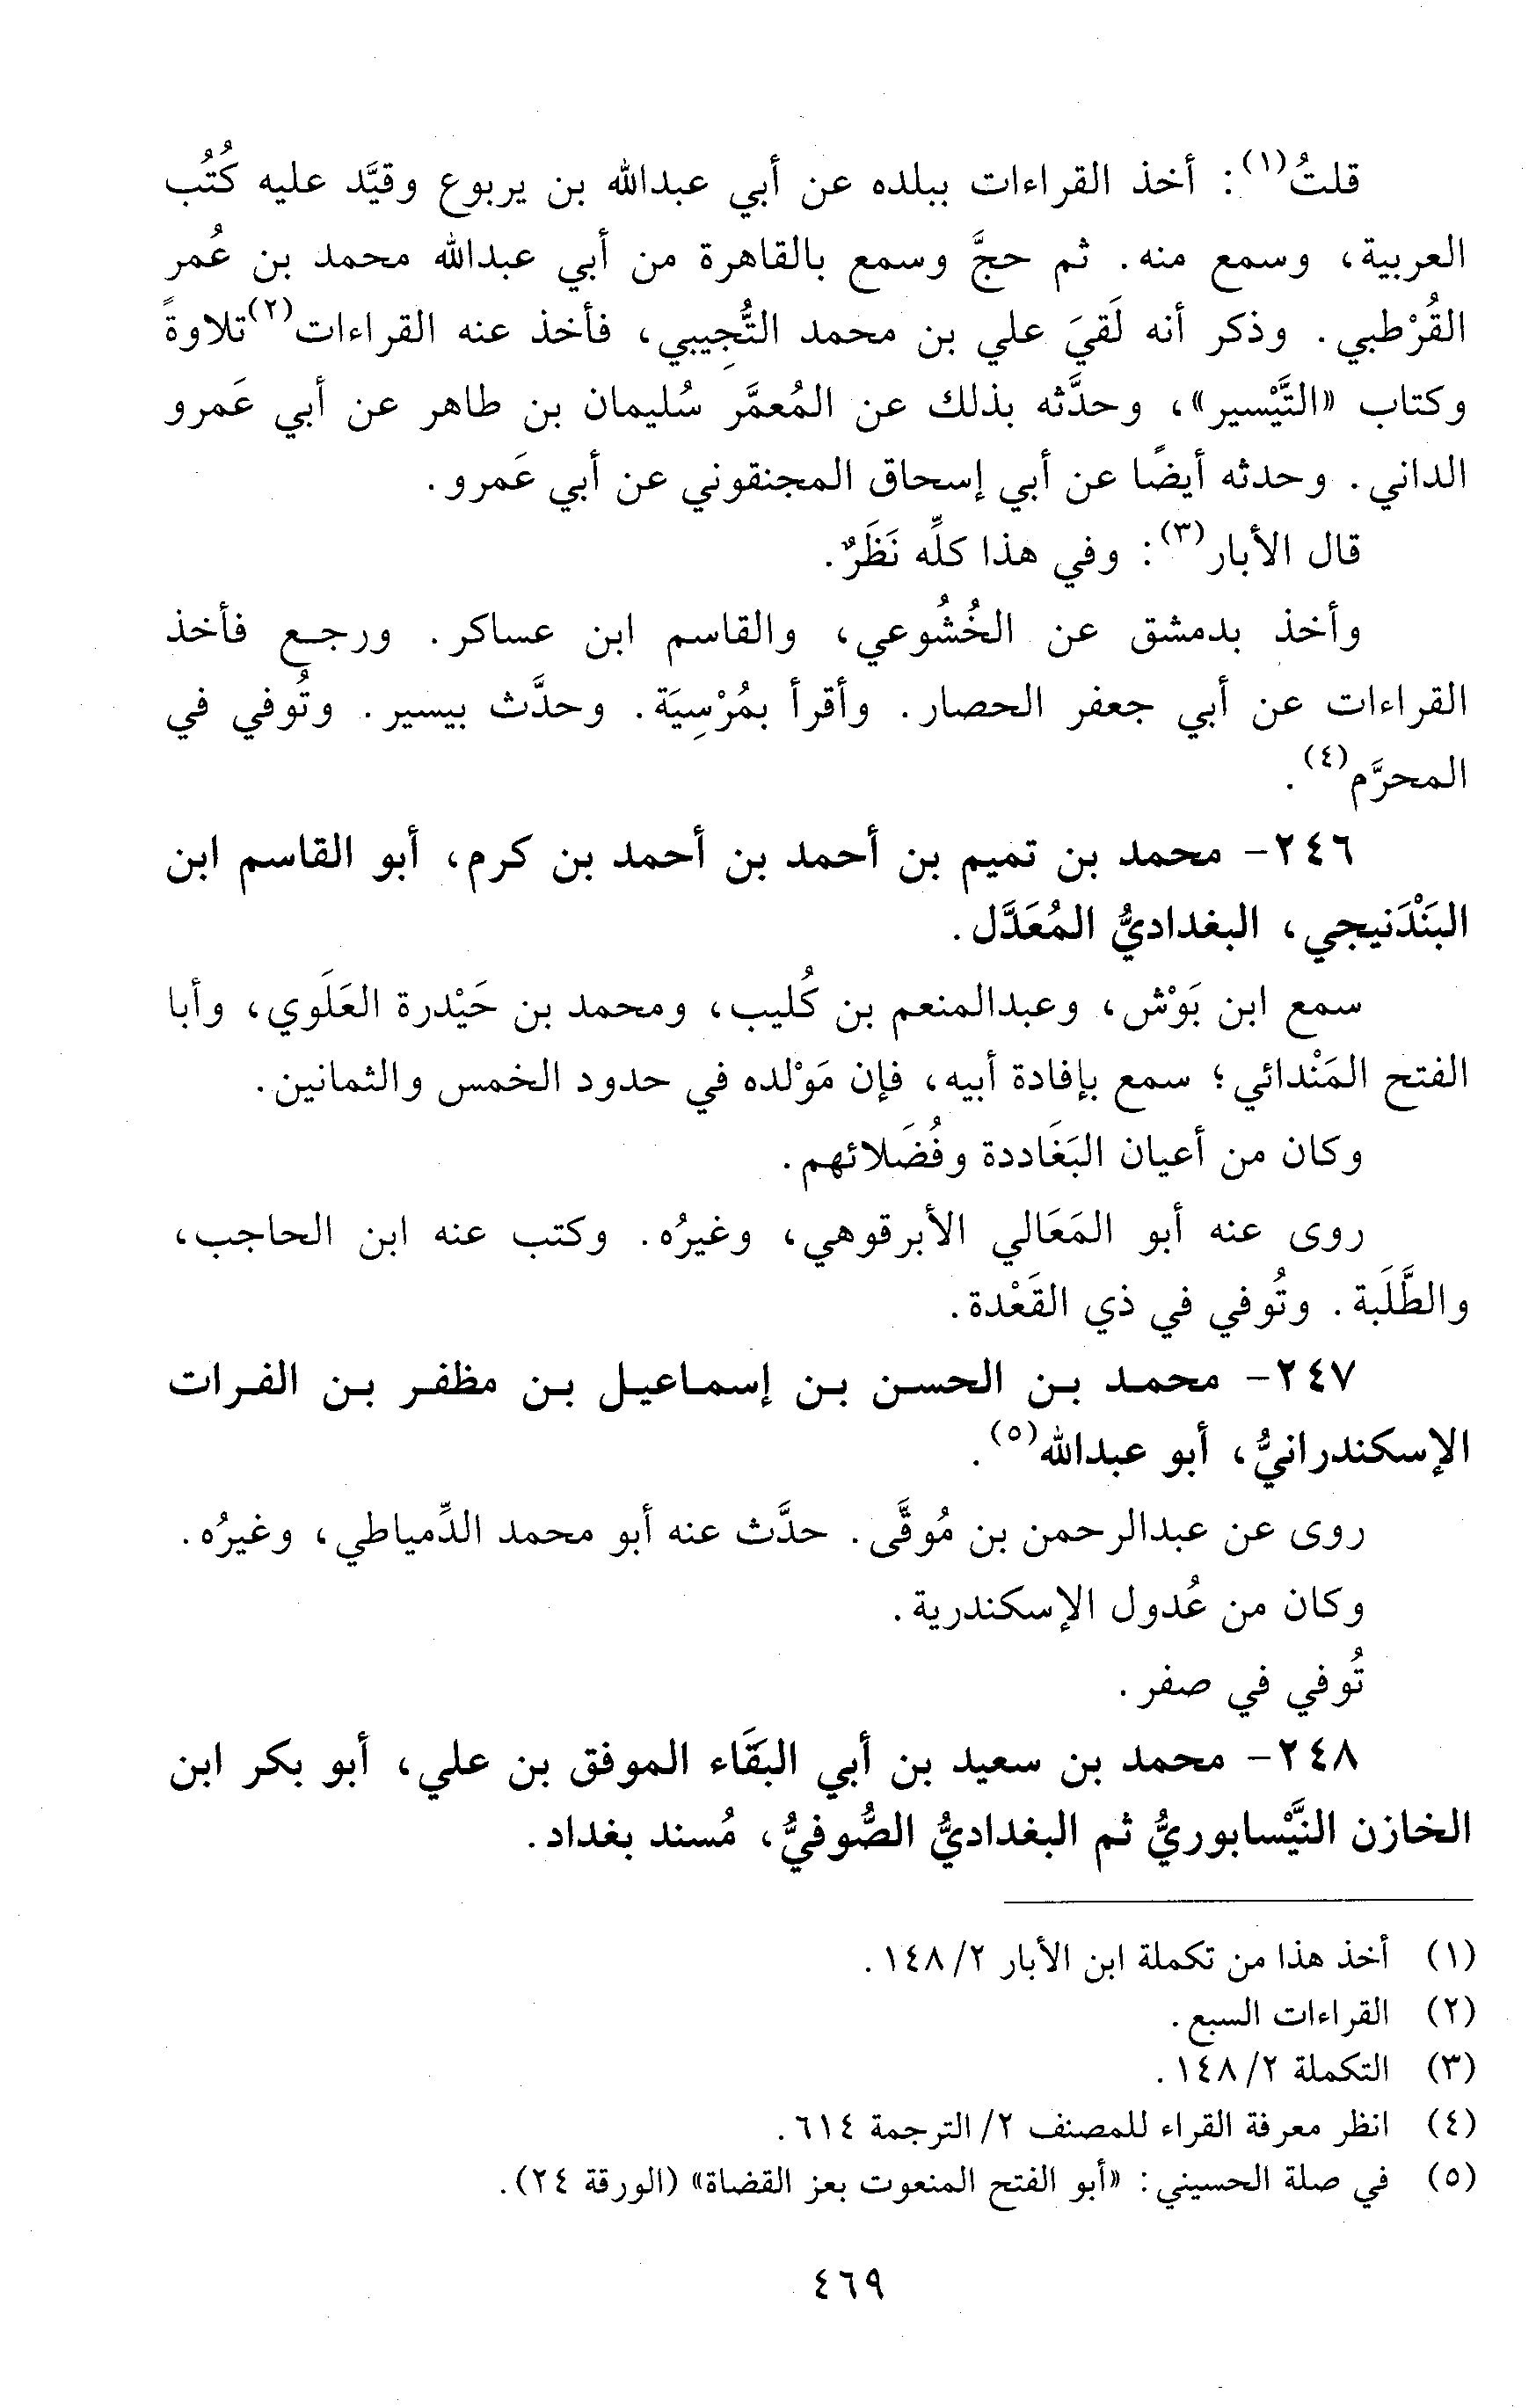 قلتُ(١): أخذ القراءات ببلده عن أبي عبدالله بن يربوع وقيَّد عليه كُتُب
العربية، وسمع منه. ثم حجَّ وسمع بالقاهرة من أبي عبدالله محمد بن عُمر
القُرْطبي. وذكر أنه لَقيَ علي بن محمد التُّجِيبي، فأخذ عنه القراءات(٢) تلاوةً
وكتاب «التَّيْسير»، وحدَّثه بذلك عن المُعمَّر سُليمان بن طاهر عن أبي عَمرو
الداني. وحدثه أيضًا عن أبي إسحاق المجنقوني عن أبي عَمرو.
قال الأبار(٣): وفي هذا كلِّه نَظَرٌ.
وأخذ بدمشق عن الخُشُوعي، والقاسم ابن عساكر. ورجع فأخذ
القراءات عن أبي جعفر الحصار. وأقرأ بمُرْسِيَة. وحدَّث بيسير. وتُوفي في
المحرَّم(٤).
٢٤٦- محمد بن تميم بن أحمد بن أحمد بن كرم، أبو القاسم ابن
البَنْدَنيجي، البغداديُّ المُعَدَّل.
سمع ابن بَوْش، وعبدالمنعم بن كُليب، ومحمد بن حَيْدرة العَلَوي، وأبا
الفتح المَنْدائي؛ سمع بإفادة أبيه، فإن مَوْلده في حدود الخمس والثمانين.
وكان من أعيان البَغَاددة وفُضَلائهم.
روى عنه أبو المَعَالي الأبرقوهي، وغيرُه. وكتب عنه ابن الحاجب،
والطَّلَبة. وتُوفي في ذي القَعْدة.
٢٤٧- محمد بن الحسن بن إسماعيل بن مظفر بن الفرات
الإسكندرانيُّ، أبو عبدالله(٥).
روى عن عبدالرحمن بن مُوقَّى. حدَّث عنه أبو محمد الدِّمياطي، وغيرُه.
وكان من عُدول الإسكندرية.
تُوفي في صفر.
٢٤٨- محمد بن سعيد بن أبي البَقَاء الموفق بن علي، أبو بكر ابن
الخازن النَّيْسابوريُّ ثم البغداديُّ الصُّوفيُّ، مُسند بغداد.
(١) أخذ هذا من تكملة ابن الأبار ٢/ ١٤٨.
(٢) القراءات السبع.
(٣) التكملة ٢/ ١٤٨.
(٤) انظر معرفة القراء للمصنف ٢/ الترجمة ٦١٤.
(٥) في صلة الحسيني: «أبو الفتح المنعوت بعز القضاة» (الورقة ٢٤).
٤٦٩